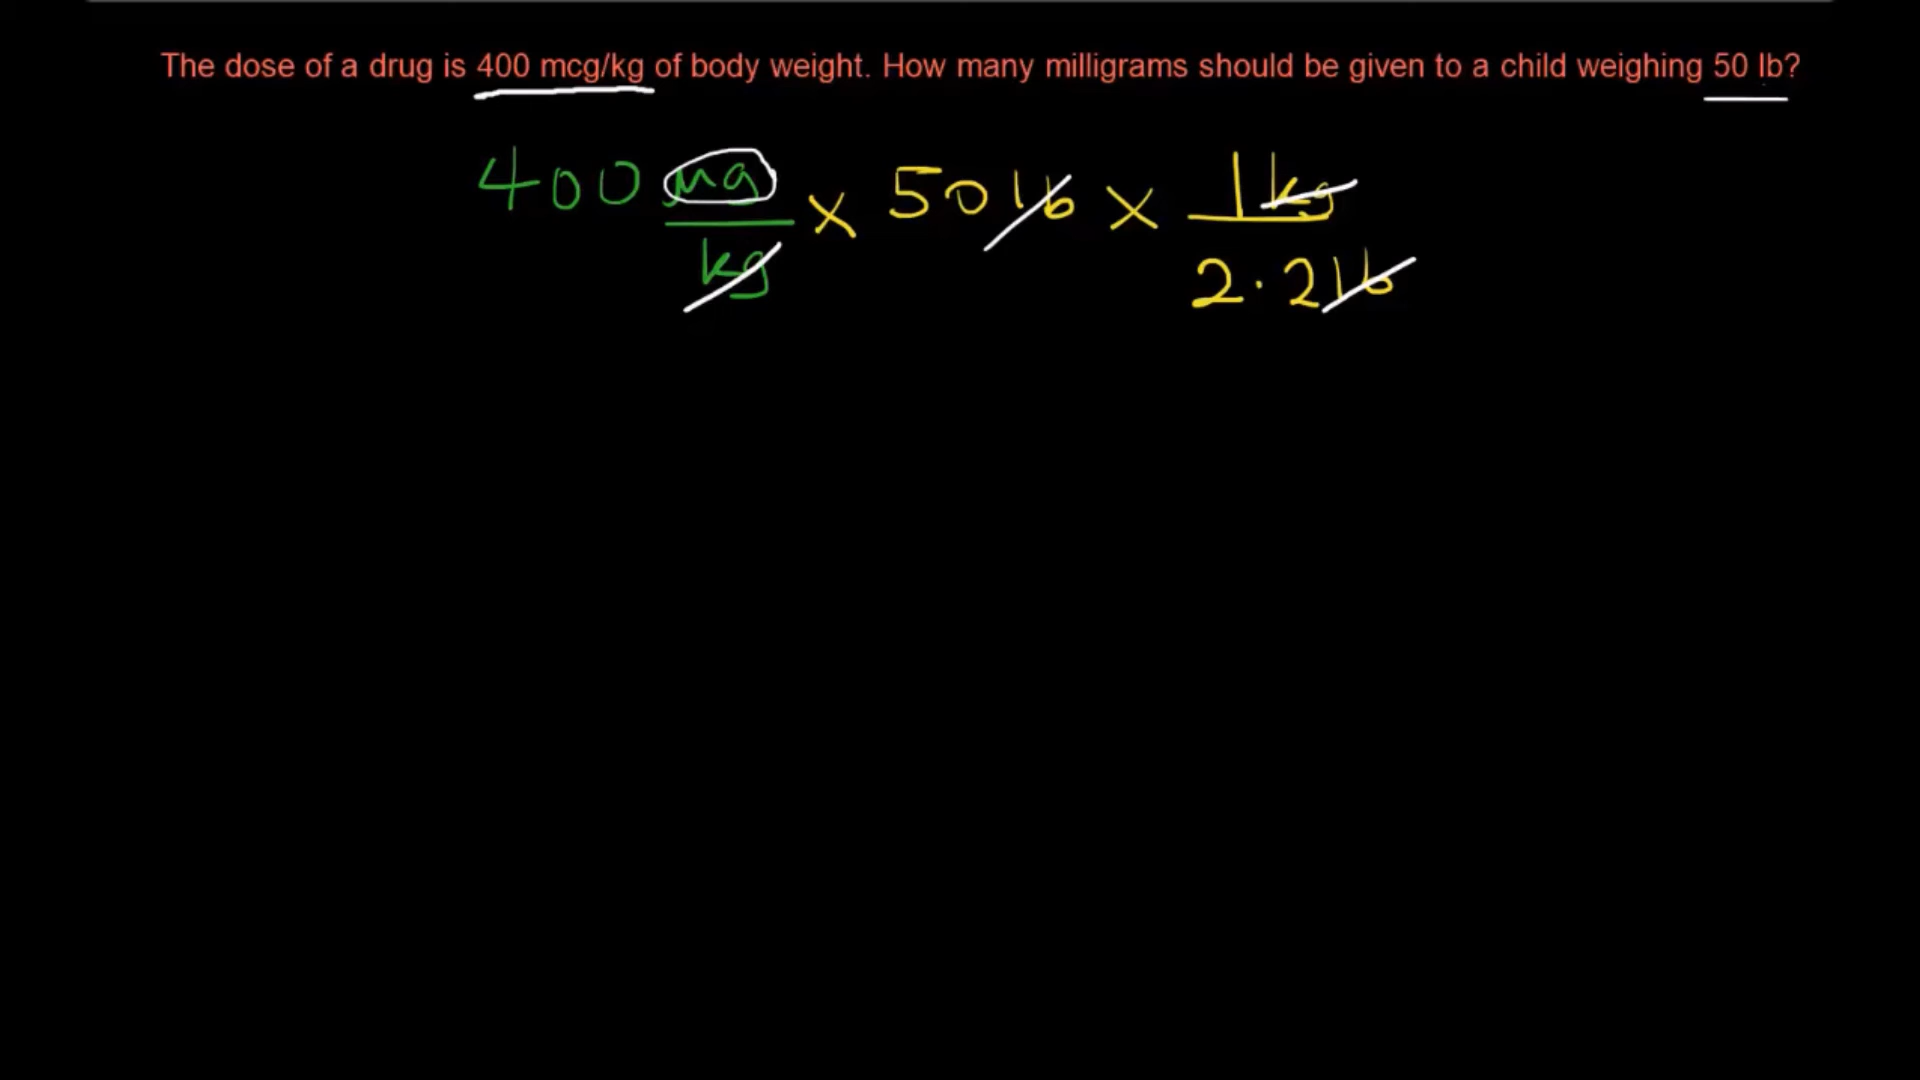 The dose of a drug is 400 mcg/kg of body weight. How many milligrams should be given to a child weighing 50 lb?
400 μg/kg × 50 lb × 1 kg/2.2 lb